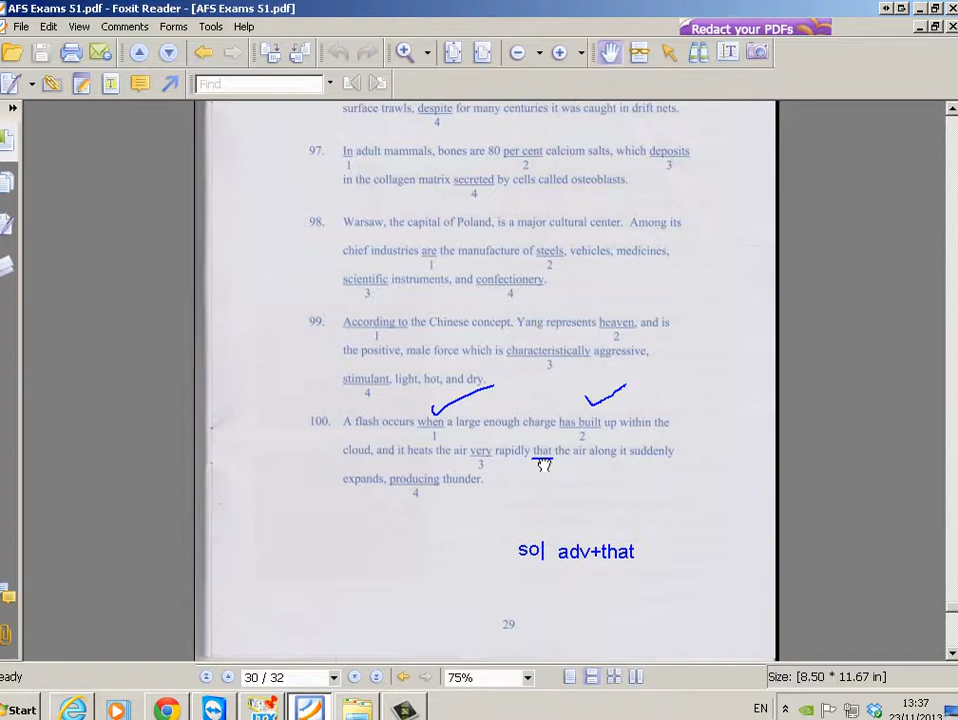 AFS Exams 51.pdf - Foxit Reader - [AFS Exams 51.pdf]
File Edit View Comments Forms Tools Help
Redact your PDFs
Find
surface trawls, despite for many centuries it was caught in drift nets.
4
97. In adult mammals, bones are 80 per cent calcium salts, which deposits
1 2 3
in the collagen matrix secreted by cells called osteoblasts.
4
98. Warsaw, the capital of Poland, is a major cultural center. Among its
chief industries are the manufacture of steels, vehicles, medicines,
1 2
scientific instruments, and confectionery.
3 4
99. According to the Chinese concept, Yang represents heaven, and is
1 2
the positive, male force which is characteristically aggressive,
3
stimulant, light, hot, and dry.
4
100. A flash occurs when a large enough charge has built up within the
1 2
cloud, and it heats the air very rapidly that the air along it suddenly
3
expands, producing thunder.
4
so adv+that
29
eady 30 / 32 75% Size: [8.50 * 11.67 in]
Start EN 13:37
23/11/2013